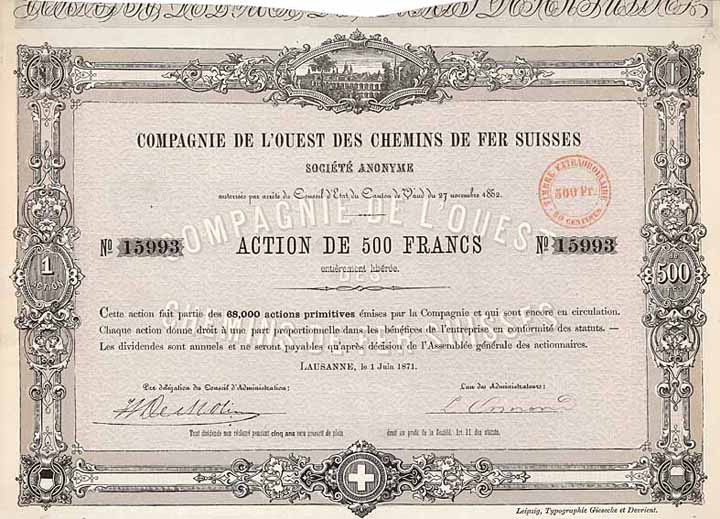 COMPAGNIE DE L'OUEST DES CHEMINS DE FER SUISSES
SOCIÉTÉ ANONYME
autorisée par arrêté du Conseil d'Etat du Canton de Vaud du 27 novembre 1852.
TIMBRE EXTRAORDINAIRE
500 Fr.
50 CENTIMES
COMPAGNIE DE L'OUEST
DES
CHEMINS DE FER SUISSES
No 15993 ACTION DE 500 FRANCS No 15993
entièrement libérée.
1
ACTION
500
Cette action fait partie des 68,000 actions primitives émises par la Compagnie et qui sont encore en circulation.
Chaque action donne droit à une part proportionnelle dans les bénéfices de l'entreprise en conformité des statuts. —
Les dividendes sont annuels et ne seront payables qu'après décision de l'Assemblée générale des actionnaires.
LAUSANNE, le 1 Juin 1871.
Par délégation du Conseil d'Administration: L'un des Administrateurs:
Tout dividende non réclamé pendant cinq ans sera prescrit de plein droit au profit de la Société. Art. 11 des statuts.
Leipzig, Typographie Giesecke et Devrient.